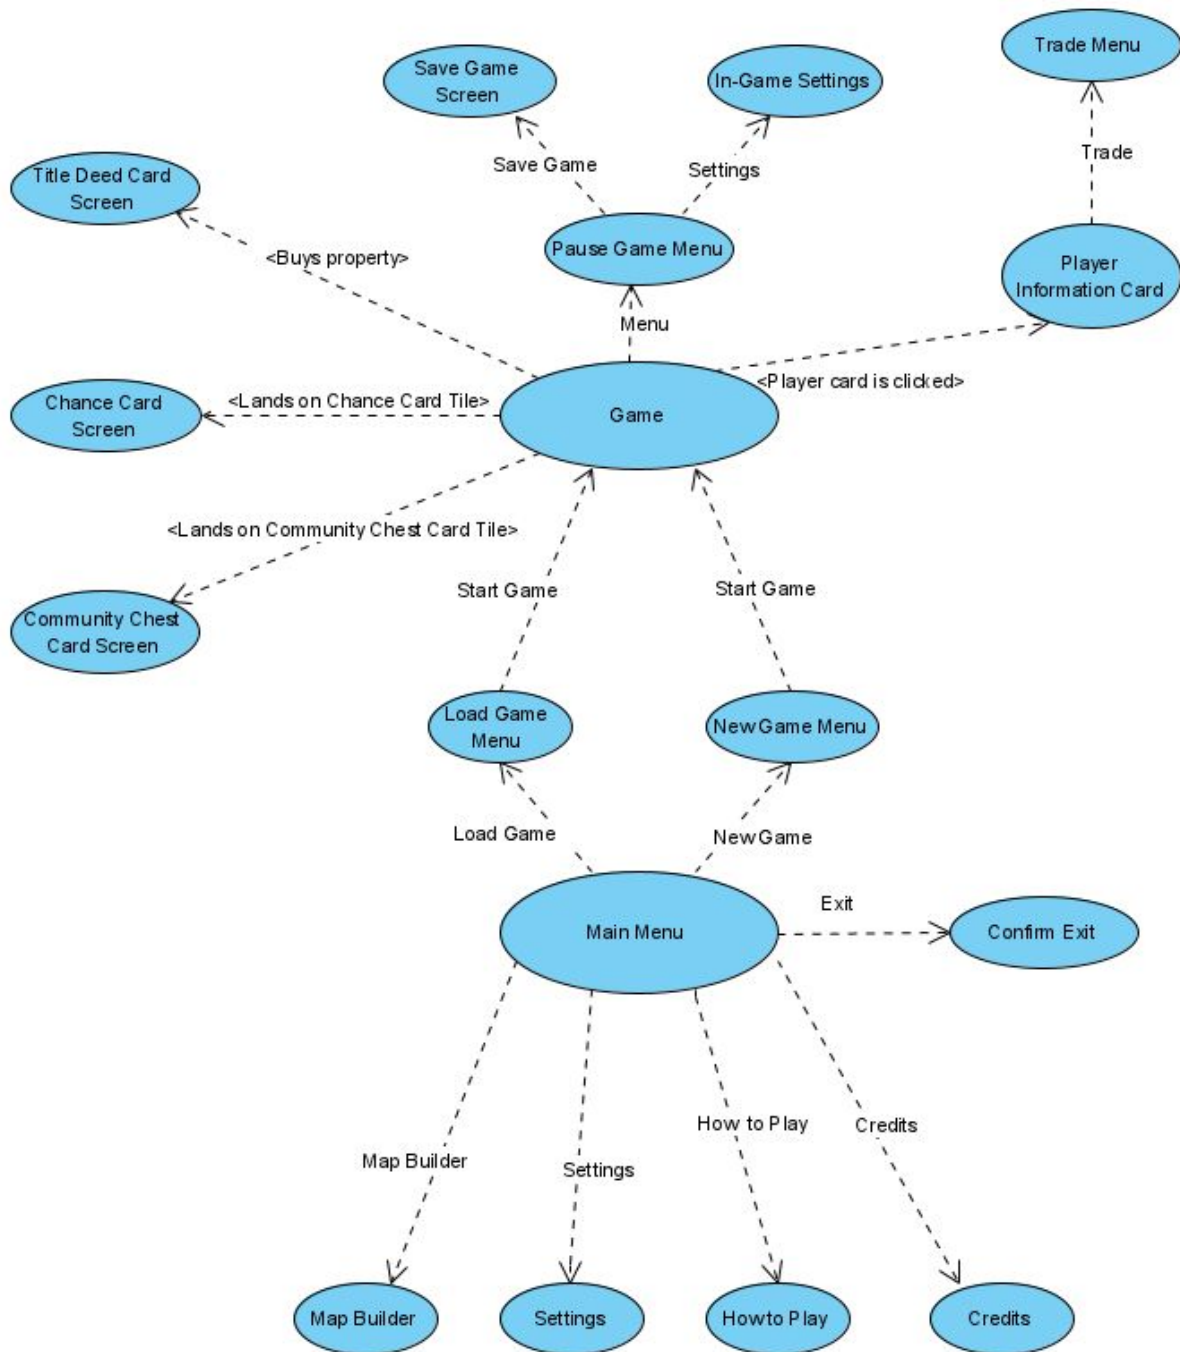 Trade Menu
Save Game
Screen
In-Game Settings
Save Game
Settings
Trade
Title Deed Card
Screen
<Buys property>
Pause Game Menu
Player
Information Card
Menu
<Player card is clicked>
Chance Card
Screen
<Lands on Chance Card Tile>
Game
<Lands on Community Chest Card Tile>
Start Game
Start Game
Community Chest
Card Screen
Load Game
Menu
New Game Menu
Load Game
New Game
Main Menu
Exit
Confirm Exit
Map Builder
Settings
How to Play
Credits
Map Builder
Settings
How to Play
Credits